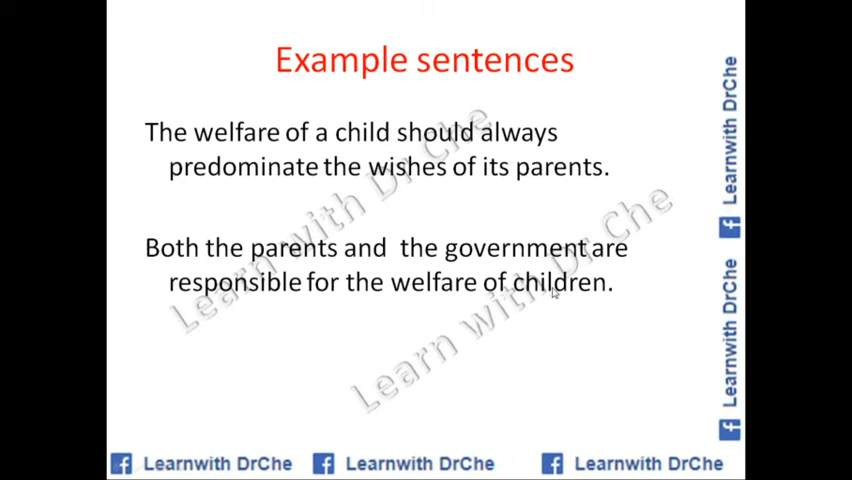 Example sentences
The welfare of a child should always
predominate the wishes of its parents.
Both the parents and the government are
responsible for the welfare of children.
Learn with Dr Che
Learn with Dr Che
Learnwith DrChe
Learnwith DrChe
Learnwith DrChe
Learnwith DrChe
Learnwith DrChe